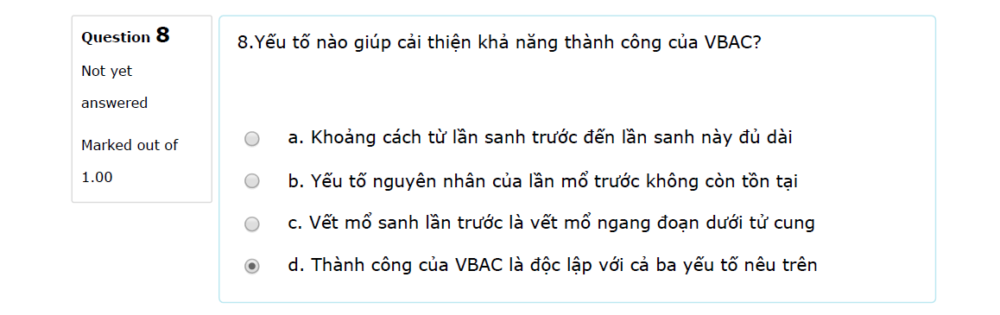 Question 8
Not yet
answered
Marked out of
1.00
8.Yếu tố nào giúp cải thiện khả năng thành công của VBAC?
a. Khoảng cách từ lần sanh trước đến lần sanh này đủ dài
b. Yếu tố nguyên nhân của lần mổ trước không còn tồn tại
c. Vết mổ sanh lần trước là vết mổ ngang đoạn dưới tử cung
d. Thành công của VBAC là độc lập với cả ba yếu tố nêu trên